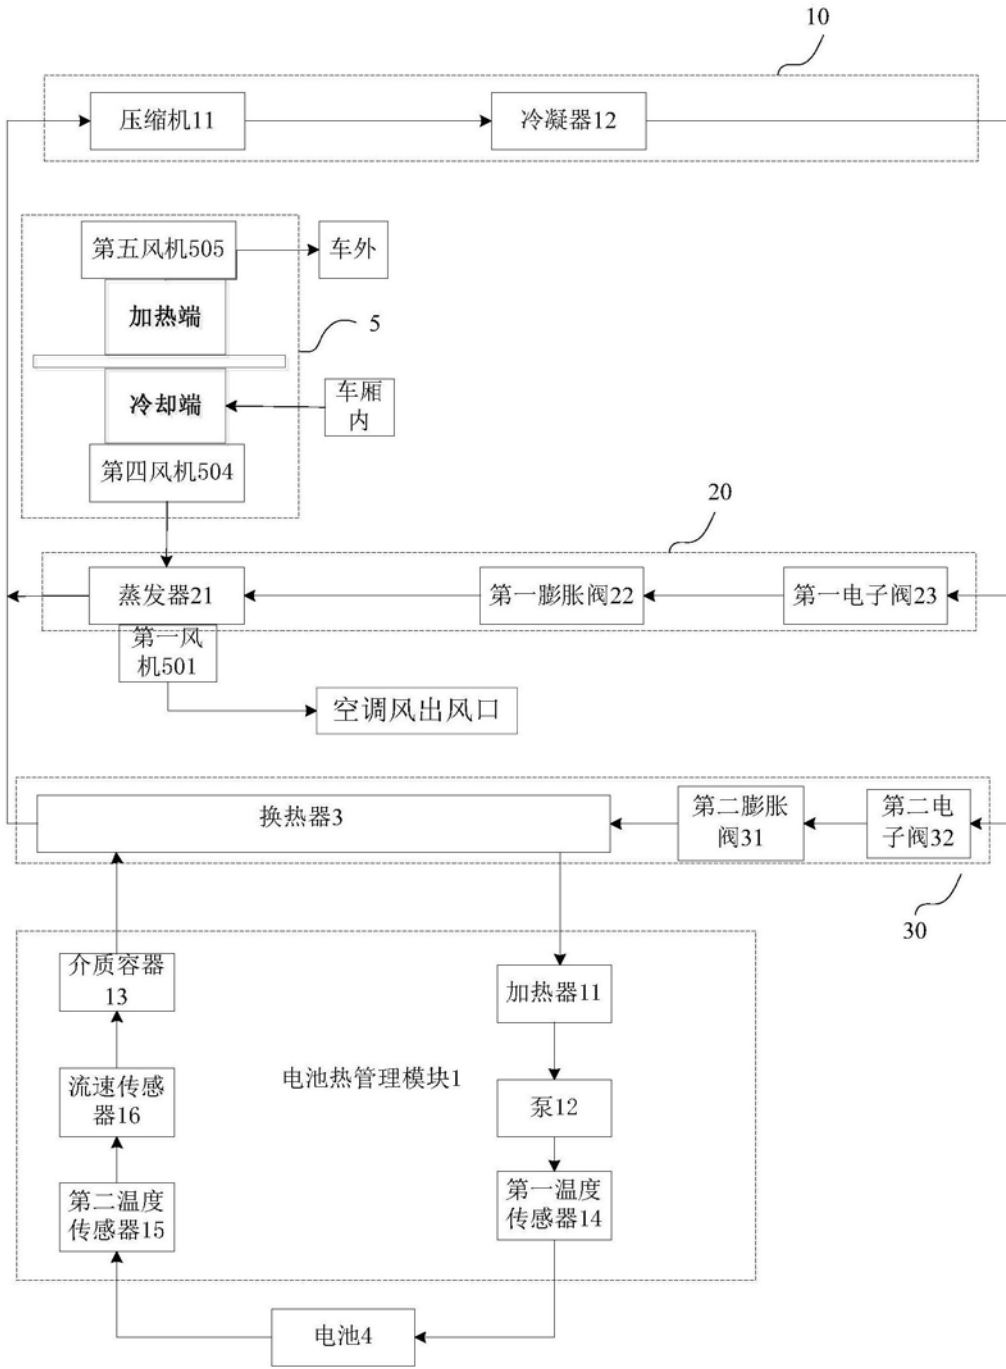 10
压缩机11
冷凝器12
第五风机505
车外
加热端
5
冷却端
车厢
内
第四风机504
20
蒸发器21
第一膨胀阀22
第一电子阀23
第一风
机501
空调风出风口
换热器3
第二膨胀
阀31
第二电
子阀32
30
介质容器
13
加热器11
流速传感
器16
电池热管理模块1
泵12
第二温度
传感器15
第一温度
传感器14
电池4